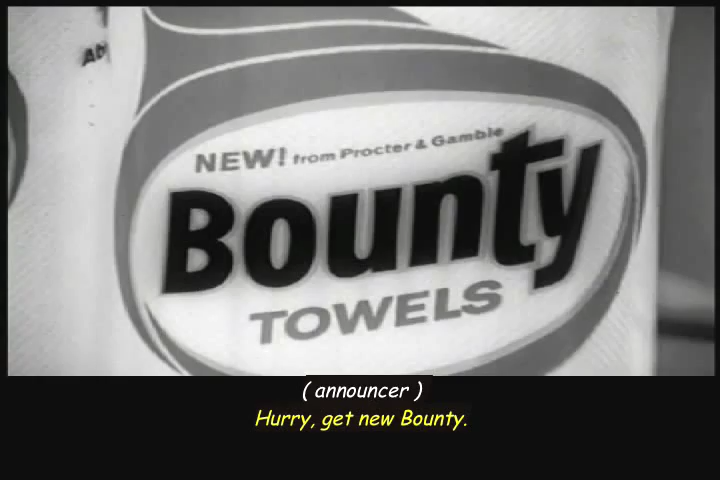 NEW! from Procter & Gamble
Bounty
TOWELS
( announcer )
Hurry, get new Bounty.